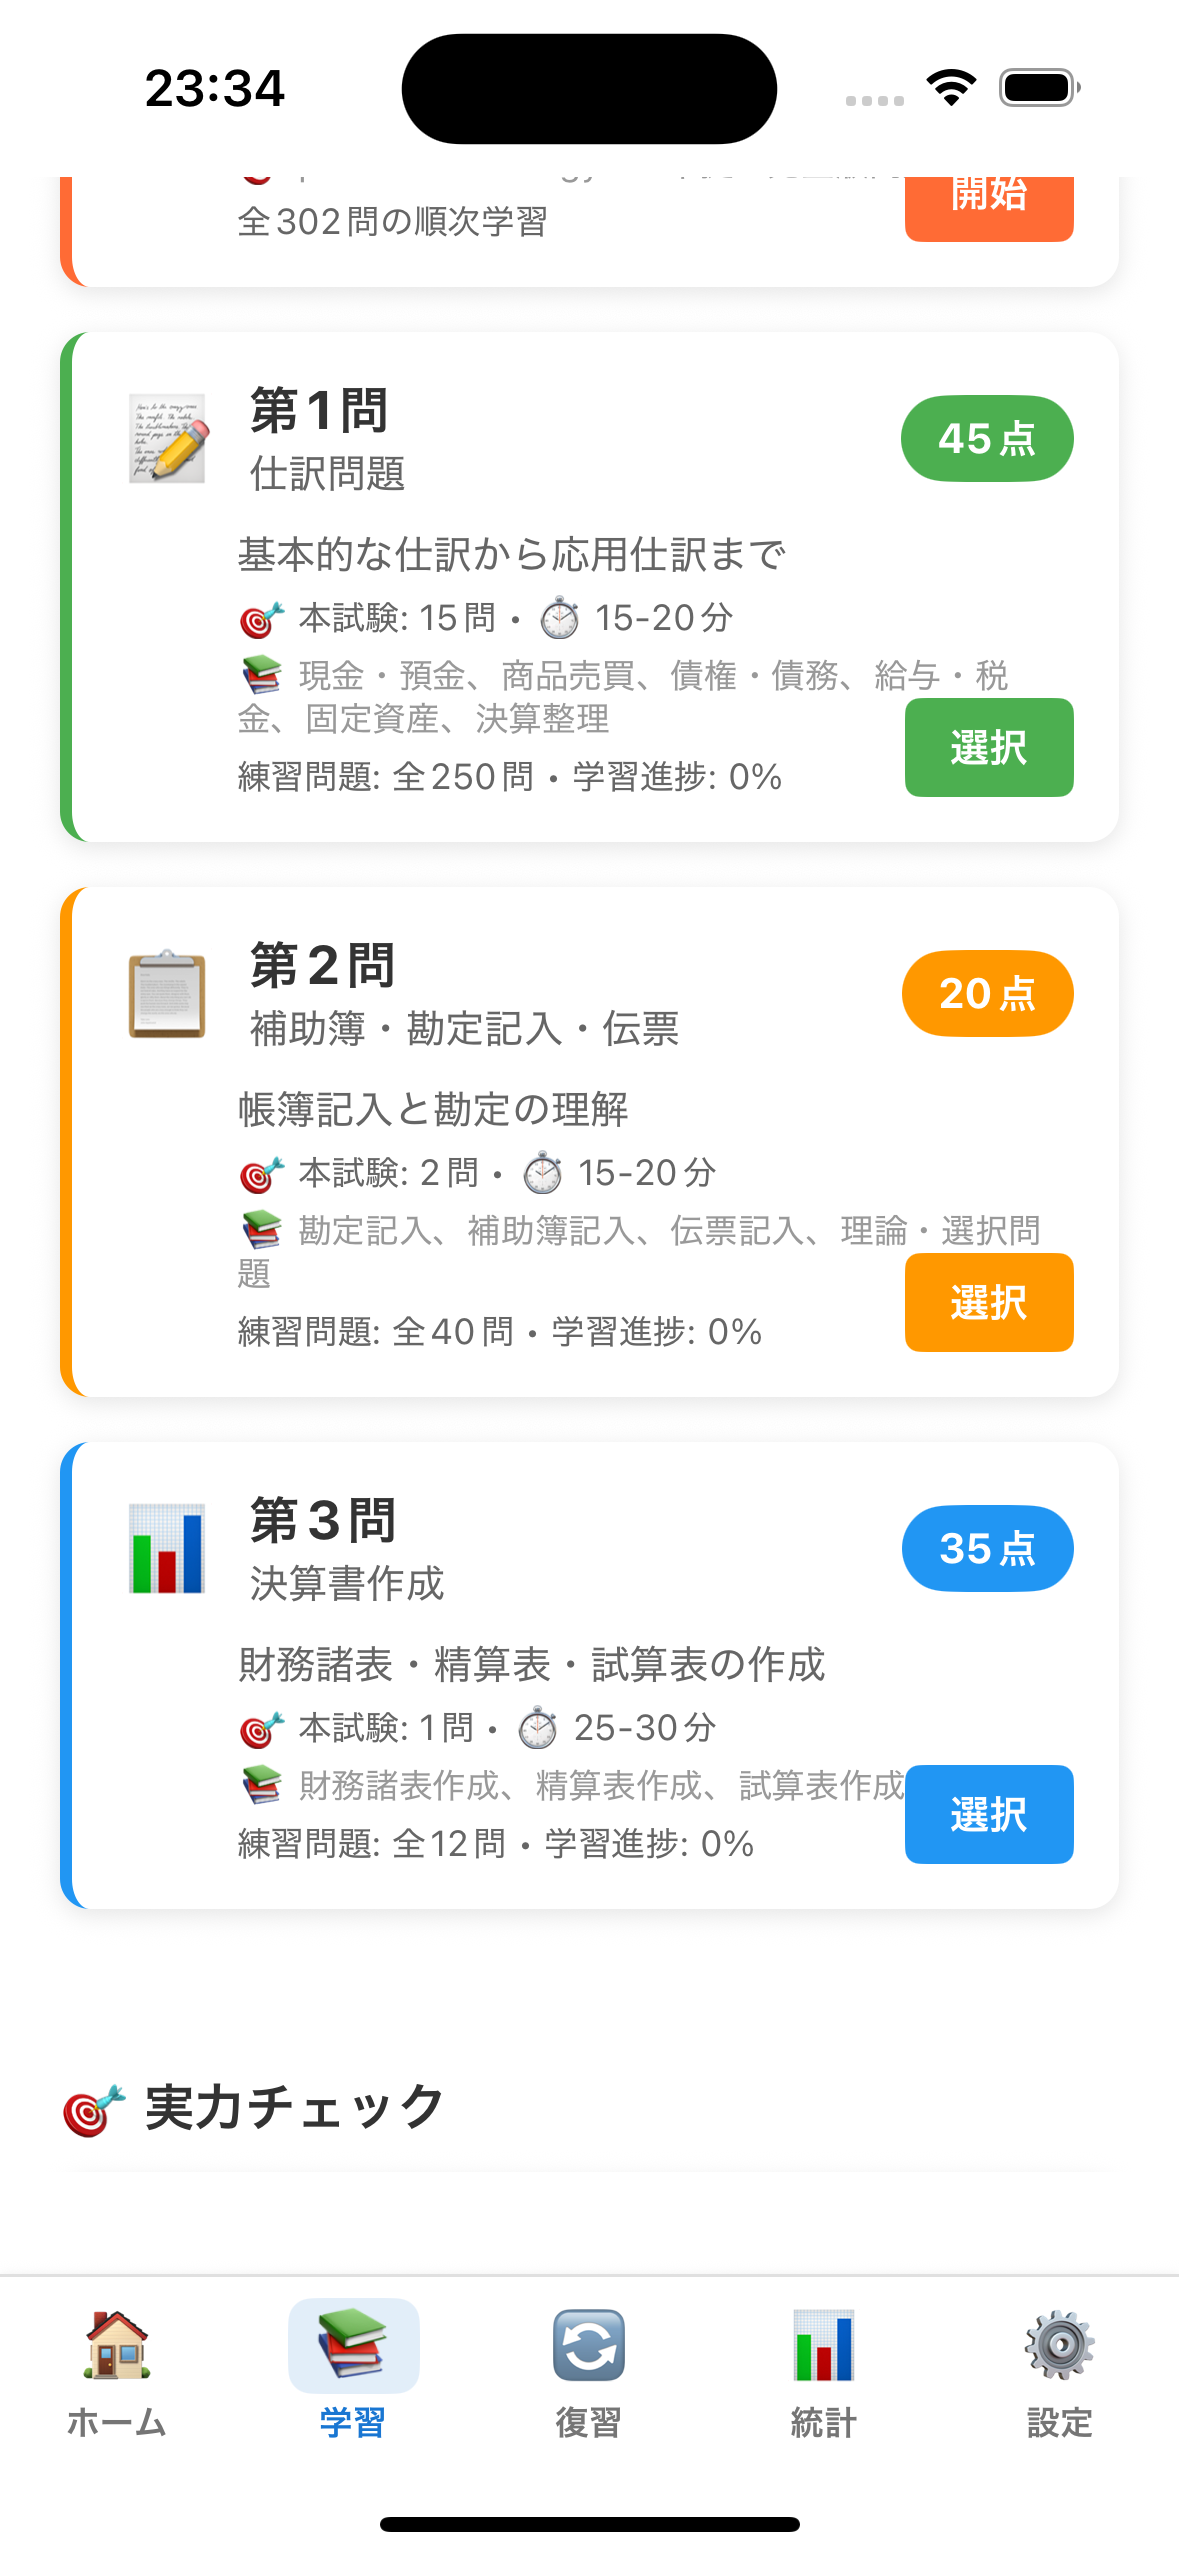 23:34
開始
全302問の順次学習
第1問
45点
仕訳問題
基本的な仕訳から応用仕訳まで
本試験: 15問 • 15-20分
現金・預金、商品売買、債権・債務、給与・税
金、固定資産、決算整理
選択
練習問題: 全250問 • 学習進捗: 0%
第2問
20点
補助簿・勘定記入・伝票
帳簿記入と勘定の理解
本試験: 2問 • 15-20分
勘定記入、補助簿記入、伝票記入、理論・選択問
題
選択
練習問題: 全40問 • 学習進捗: 0%
第3問
35点
決算書作成
財務諸表・精算表・試算表の作成
本試験: 1問 • 25-30分
財務諸表作成、精算表作成、試算表作成
選択
練習問題: 全12問 • 学習進捗: 0%
実力チェック
ホーム
学習
復習
統計
設定